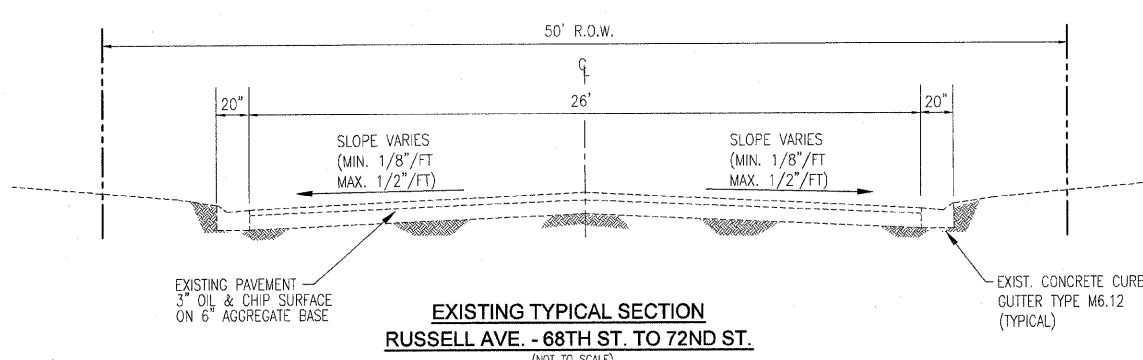 50' R.O.W.
℄
20"
26'
20"
SLOPE VARIES
(MIN. 1/8"/FT
MAX. 1/2"/FT)
SLOPE VARIES
(MIN. 1/8"/FT
MAX. 1/2"/FT)
EXISTING PAVEMENT
3" OIL & CHIP SURFACE
ON 6" AGGREGATE BASE
EXIST. CONCRETE CURB
GUTTER TYPE M6.12
(TYPICAL)
EXISTING TYPICAL SECTION
RUSSELL AVE. - 68TH ST. TO 72ND ST.
(NOT TO SCALE)